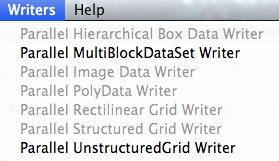 Writers Help
Parallel Hierarchical Box Data Writer
Parallel MultiBlockDataSet Writer
Parallel Image Data Writer
Parallel PolyData Writer
Parallel Rectilinear Grid Writer
Parallel Structured Grid Writer
Parallel UnstructuredGrid Writer